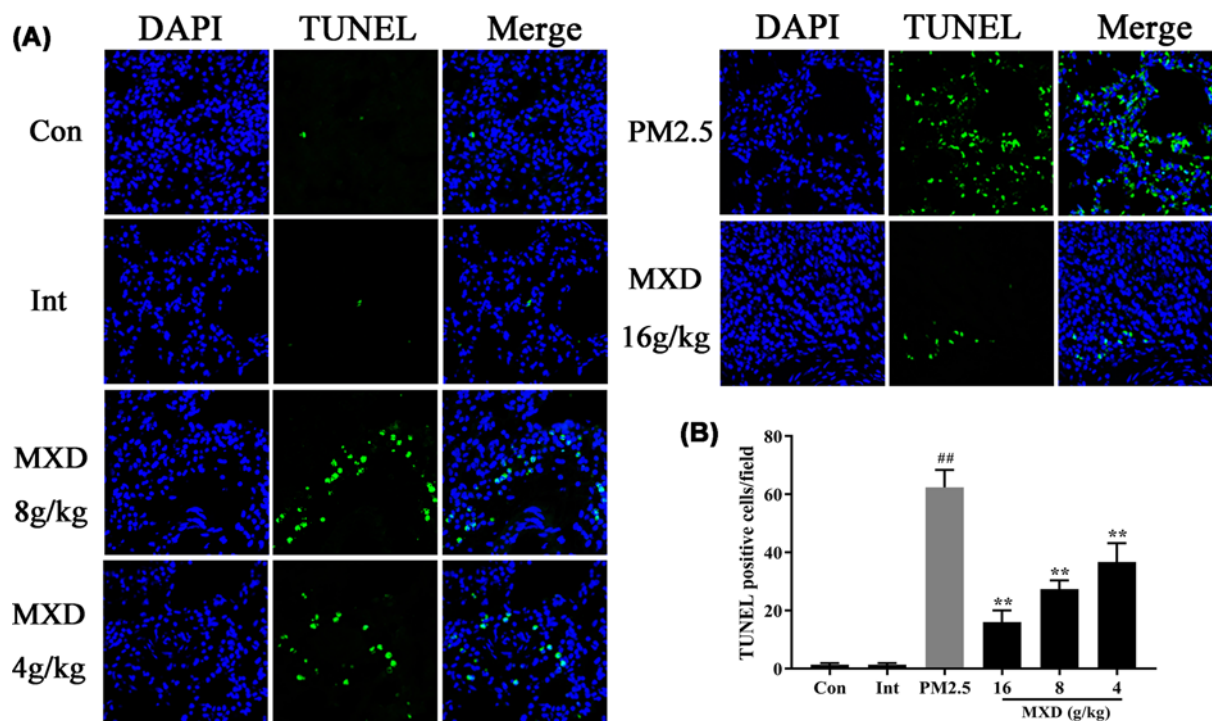 (A)
DAPI TUNEL Merge
Con
Int
MXD
8g/kg
MXD
4g/kg
DAPI TUNEL Merge
PM2.5
MXD
16g/kg
(B)
TUNEL positive cells/field
80
60
40
20
0
##
**
**
**
Con Int PM2.5 16 8 4
MXD (g/kg)